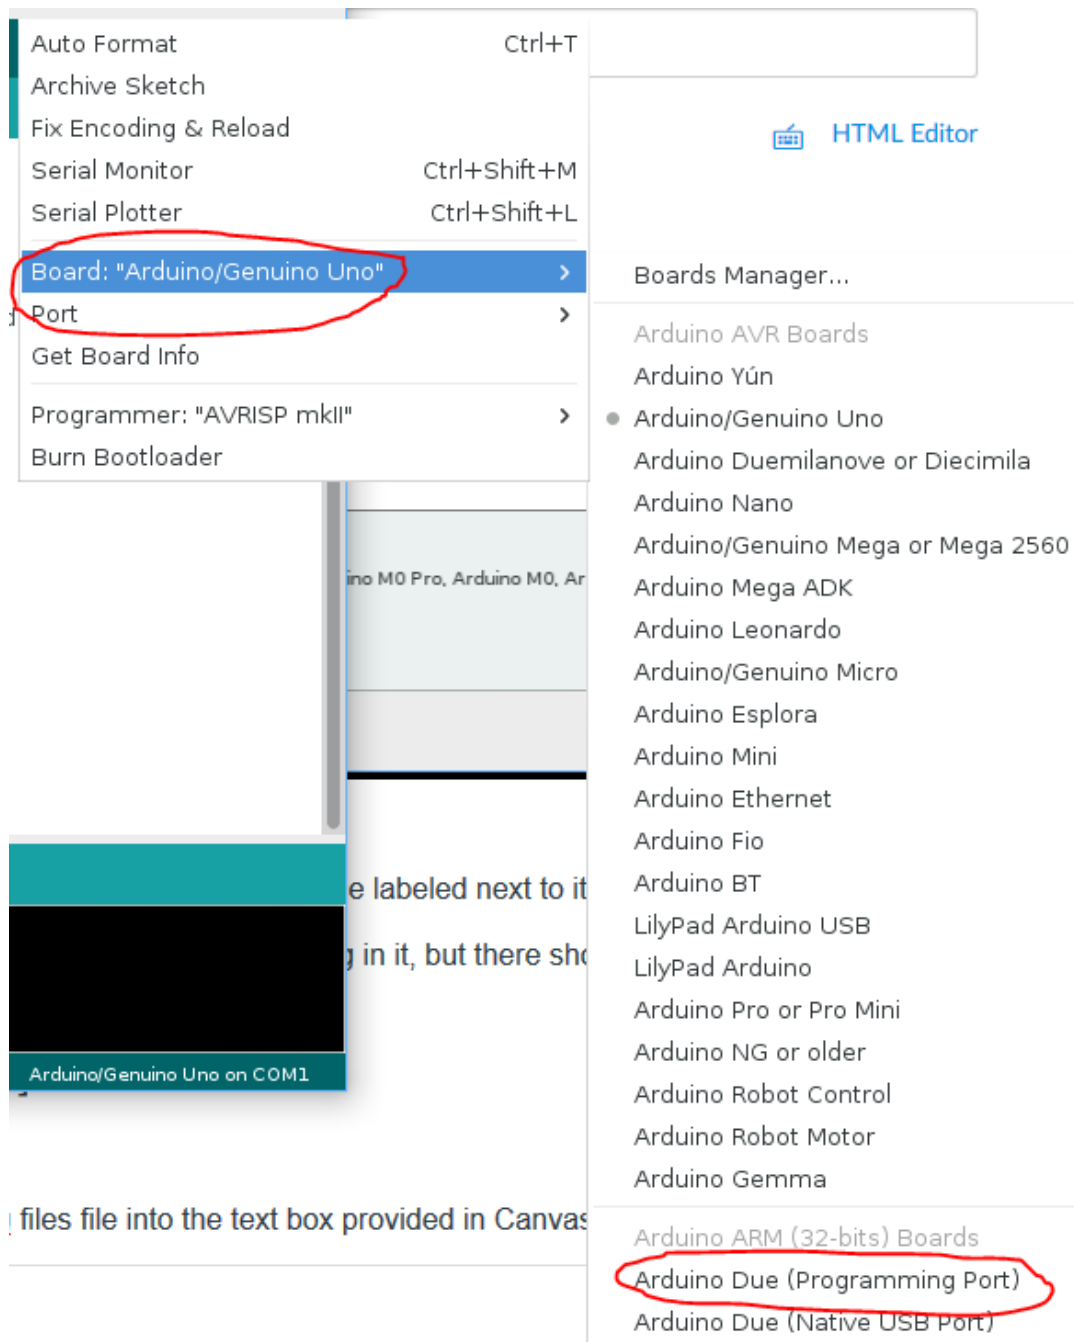 Auto Format Ctrl+T
Archive Sketch
Fix Encoding & Reload
Serial Monitor Ctrl+Shift+M
Serial Plotter Ctrl+Shift+L
Board: "Arduino/Genuino Uno"
Port
Get Board Info
Programmer: "AVRISP mkII"
Burn Bootloader
HTML Editor
Boards Manager...
Arduino AVR Boards
Arduino Yún
Arduino/Genuino Uno
Arduino Duemilanove or Diecimila
Arduino Nano
Arduino/Genuino Mega or Mega 2560
Arduino Mega ADK
Arduino Leonardo
Arduino/Genuino Micro
Arduino Esplora
Arduino Mini
Arduino Ethernet
Arduino Fio
Arduino BT
LilyPad Arduino USB
LilyPad Arduino
Arduino Pro or Pro Mini
Arduino NG or older
Arduino Robot Control
Arduino Robot Motor
Arduino Gemma
Arduino ARM (32-bits) Boards
Arduino Due (Programming Port)
Arduino Due (Native USB Port)
ino M0 Pro, Arduino M0, Ar
e labeled next to it
g in it, but there sho
Arduino/Genuino Uno on COM1
files file into the text box provided in Canvas